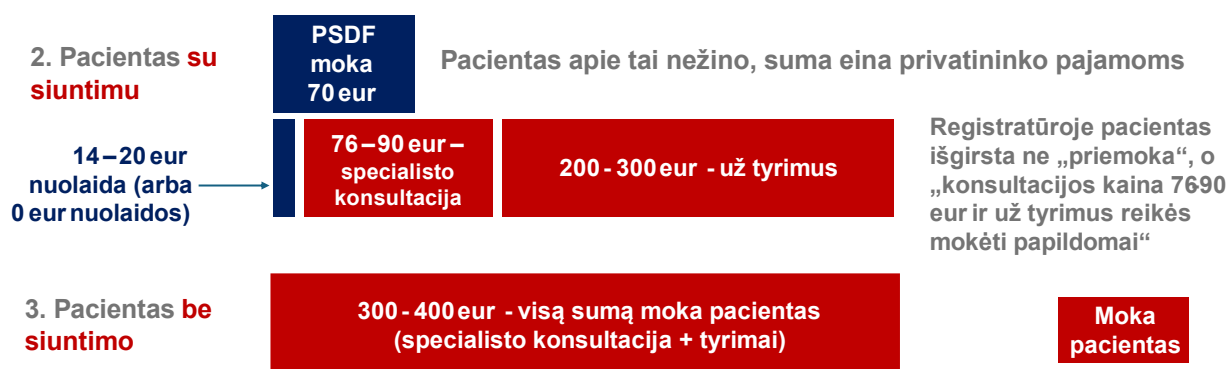 2. Pacientas su
siuntimu
PSDF
moka
70 eur
Pacientas apie tai nežino, suma eina privatininko pajamoms
14 – 20 eur
nuolaida (arba
0 eur nuolaidos)
76 – 90 eur –
specialisto
konsultacija
200 - 300 eur - už tyrimus
Registratūroje pacientas
išgirsta ne „priemoka“, o
„konsultacijos kaina 76-90
eur ir už tyrimus reikės
mokėti papildomai“
3. Pacientas be
siuntimo
300 - 400 eur - visą sumą moka pacientas
(specialisto konsultacija + tyrimai)
Moka
pacientas